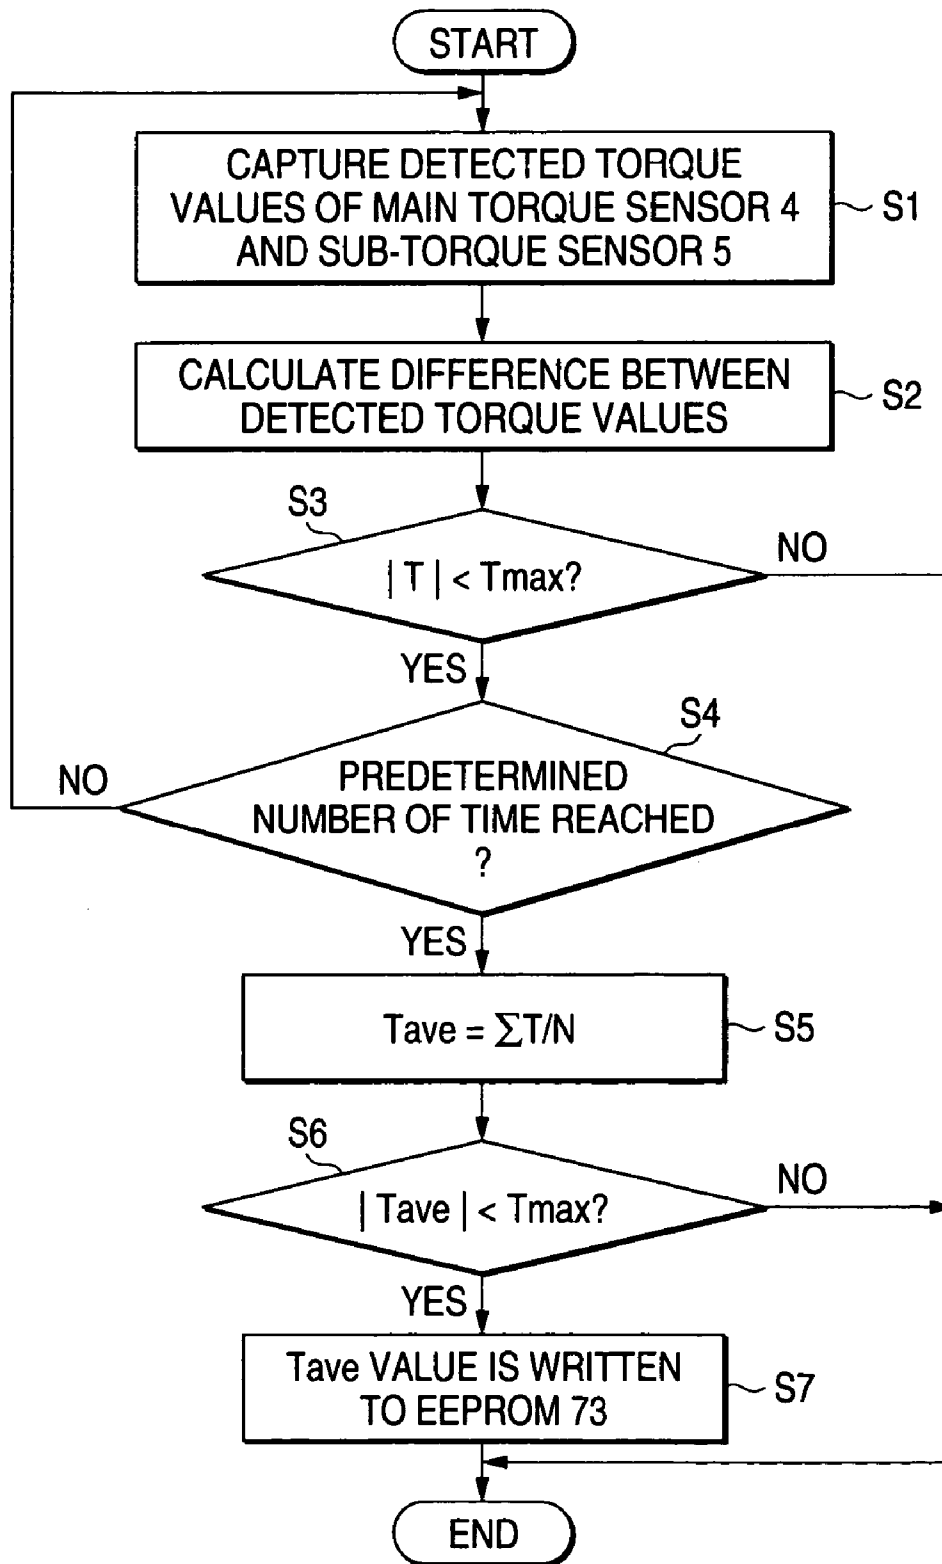 START
CAPTURE DETECTED TORQUE
VALUES OF MAIN TORQUE SENSOR 4
AND SUB-TORQUE SENSOR 5
S1
CALCULATE DIFFERENCE BETWEEN
DETECTED TORQUE VALUES
S2
S3
| T | < Tmax?
NO
YES
S4
NO
PREDETERMINED
NUMBER OF TIME REACHED
?
YES
Tave = ΣT/N
S5
S6
| Tave | < Tmax?
NO
YES
Tave VALUE IS WRITTEN
TO EEPROM 73
S7
END